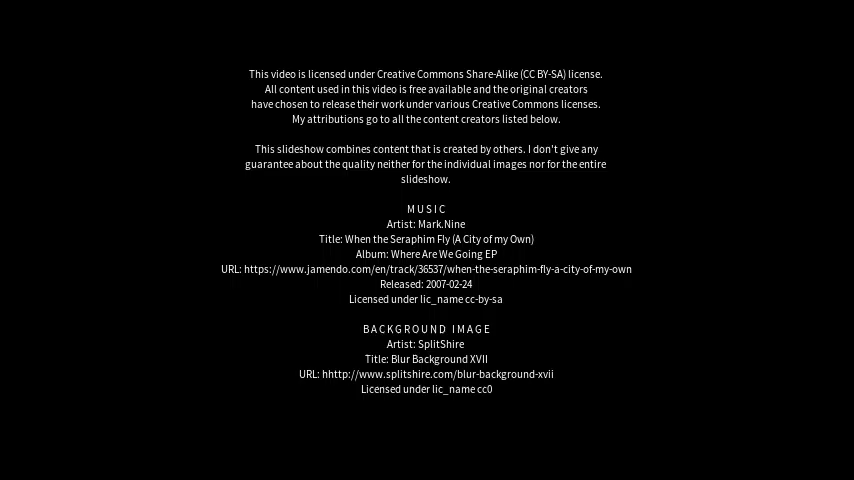 This video is licensed under Creative Commons Share-Alike (CC BY-SA) license.
All content used in this video is free available and the original creators
have chosen to release their work under various Creative Commons licenses.
My attributions go to all the content creators listed below.
This slideshow combines content that is created by others. I don't give any
guarantee about the quality neither for the individual images nor for the entire
slideshow.
MUSIC
Artist: Mark.Nine
Title: When the Seraphim Fly (A City of my Own)
Album: Where Are We Going EP
URL: https://www.jamendo.com/en/track/36537/when-the-seraphim-fly-a-city-of-my-own
Released: 2007-02-24
Licensed under lic_name cc-by-sa
BACKGROUND IMAGE
Artist: SplitShire
Title: Blur Background XVII
URL: hhttp://www.splitshire.com/blur-background-xvii
Licensed under lic_name cc0